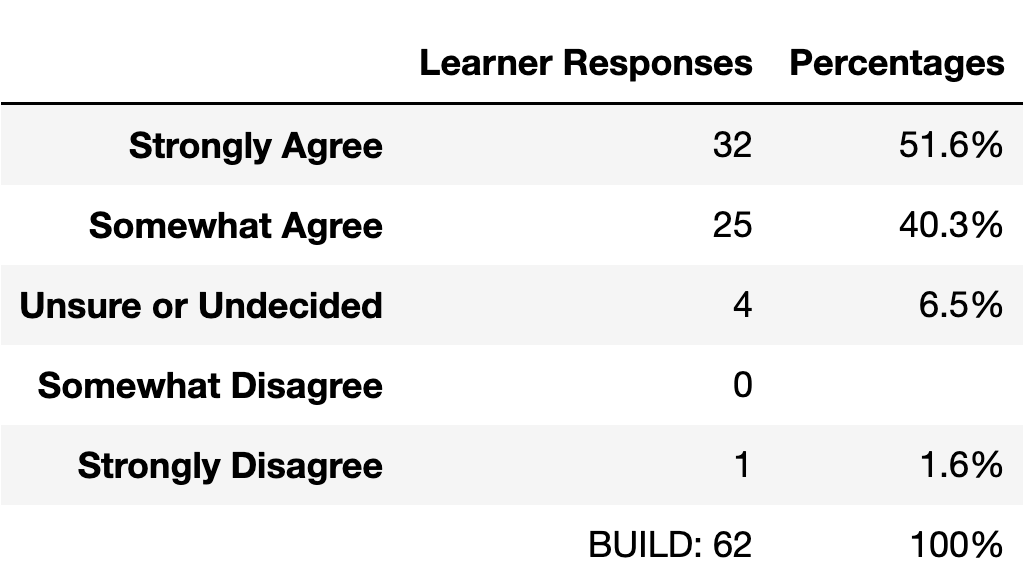 Learner Responses Percentages
Strongly Agree 32 51.6%
Somewhat Agree 25 40.3%
Unsure or Undecided 4 6.5%
Somewhat Disagree 0
Strongly Disagree 1 1.6%
BUILD: 62 100%